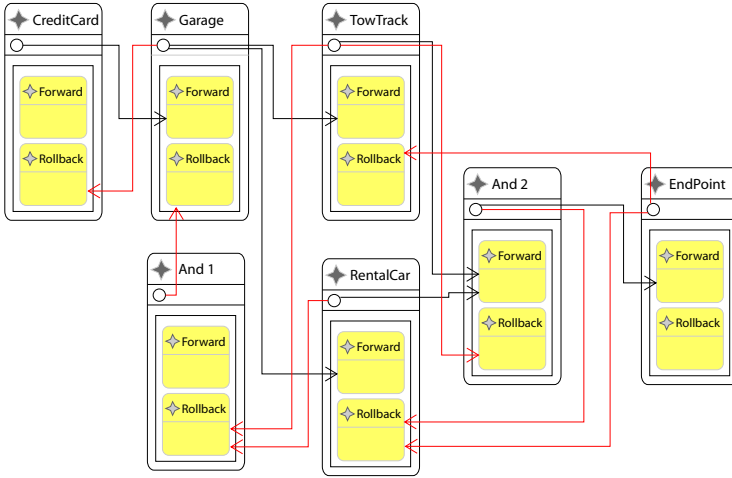 CreditCard
Forward
Rollback
Garage
Forward
Rollback
TowTrack
Forward
Rollback
And 2
Forward
Rollback
EndPoint
Forward
Rollback
And 1
Forward
Rollback
RentalCar
Forward
Rollback